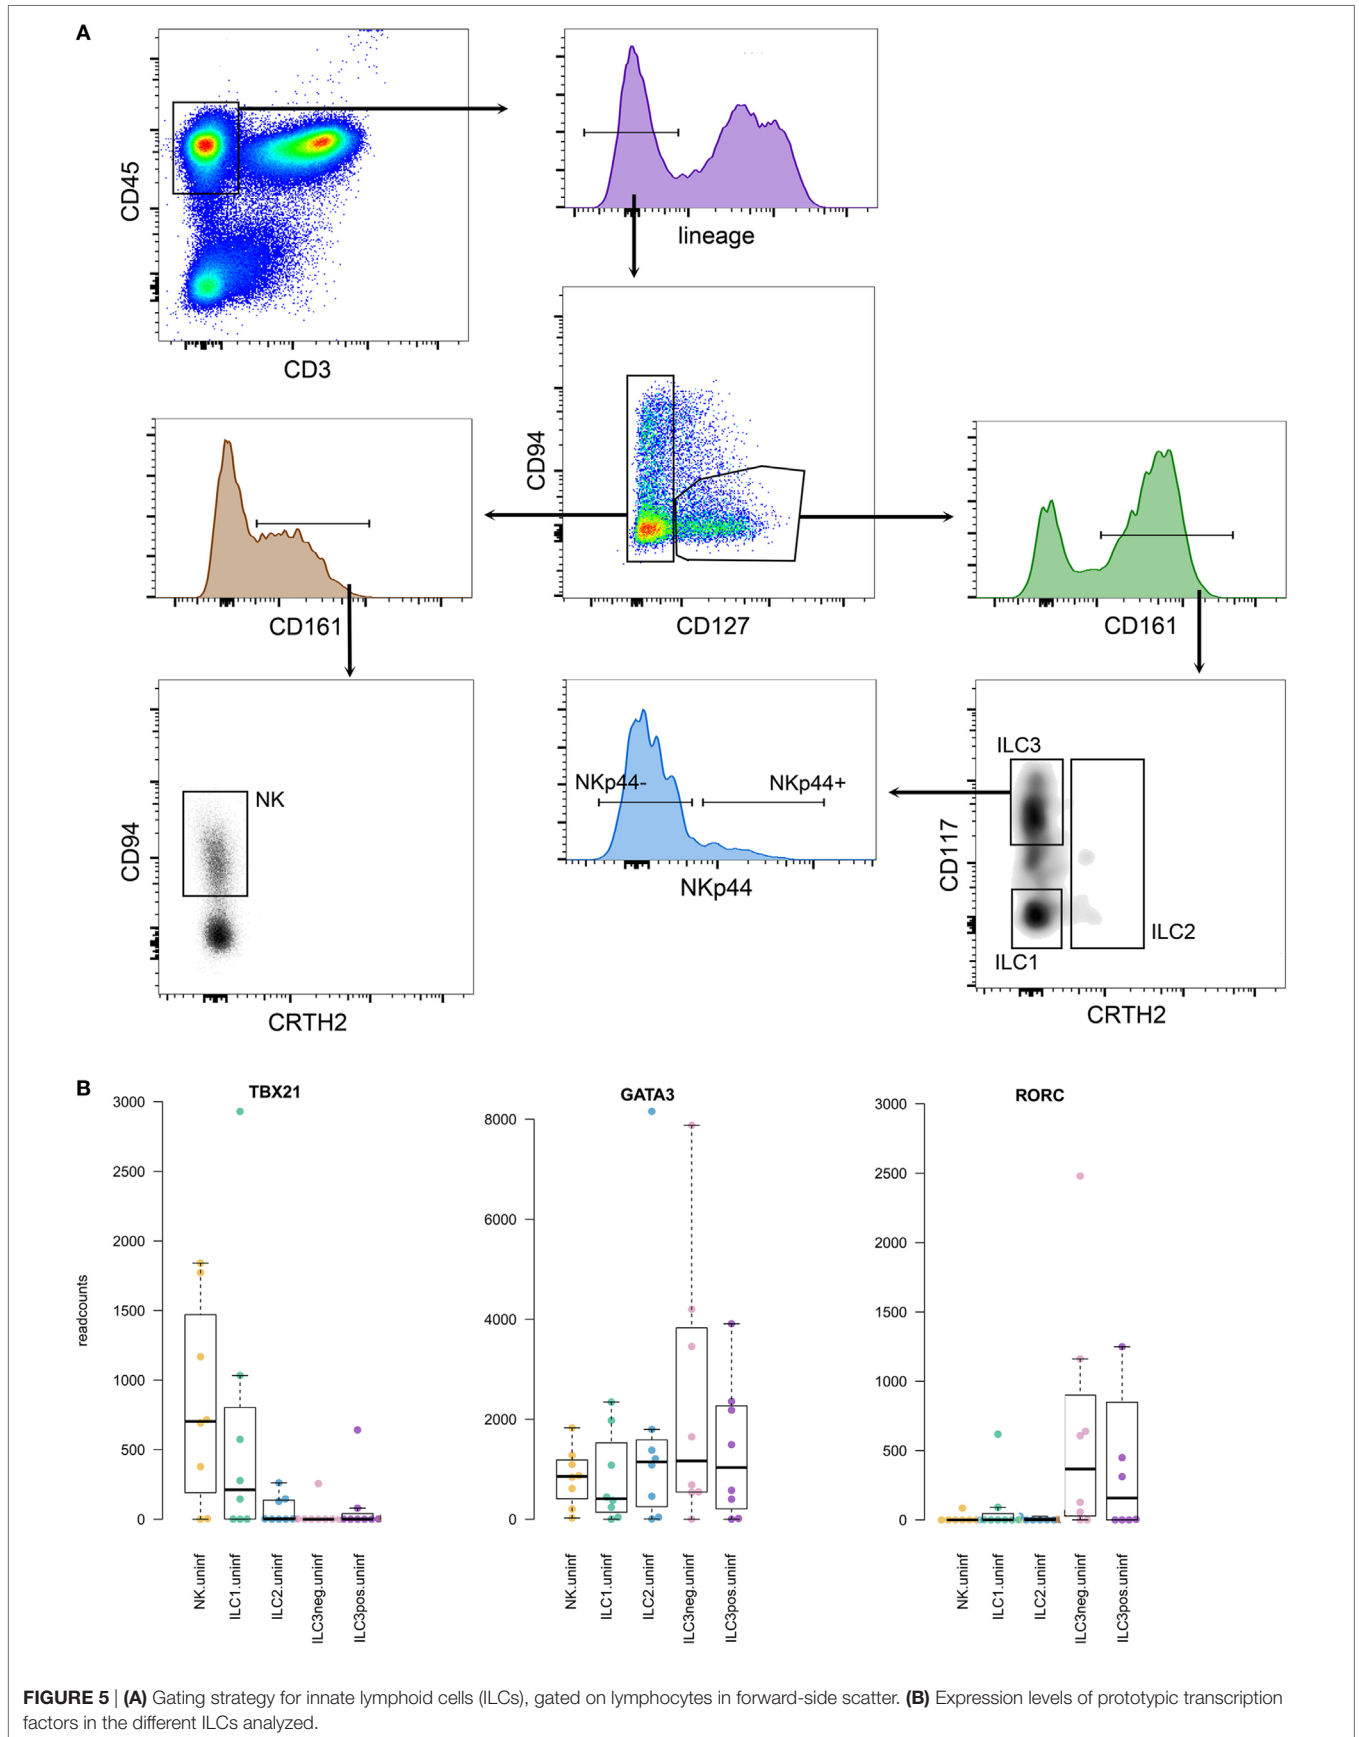 A
CD45
CD3
lineage
CD94
CD127
CD161
CD161
CD94
NK
CRTH2
NKp44-
NKp44+
NKp44
ILC3
CD117
ILC2
ILC1
CRTH2
B
TBX21
GATA3
RORC
readcounts
3000
2500
2000
1500
1000
500
0
NK.uninf
ILC1.uninf
ILC2.uninf
ILC3neg.uninf
ILC3pos.uninf
8000
6000
4000
2000
0
NK.uninf
ILC1.uninf
ILC2.uninf
ILC3neg.uninf
ILC3pos.uninf
3000
2500
2000
1500
1000
500
0
NK.uninf
ILC1.uninf
ILC2.uninf
ILC3neg.uninf
ILC3pos.uninf
FIGURE 5 | (A) Gating strategy for innate lymphoid cells (ILCs), gated on lymphocytes in forward-side scatter. (B) Expression levels of prototypic transcription
factors in the different ILCs analyzed.